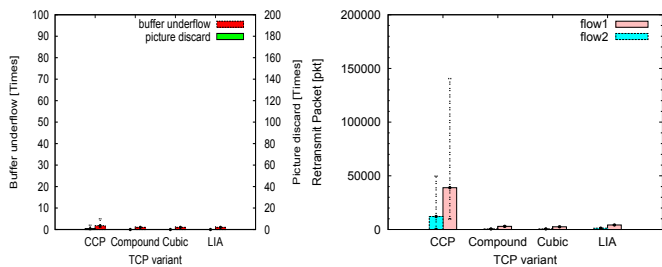 buffer underflow
picture discard
100
90
80
70
60
50
40
30
20
10
0
Buffer underflow [Times]
200
180
160
140
120
100
80
60
40
20
0
Picture discard [Times]
CCP Compound Cubic LIA
TCP variant
flow1
flow2
200000
150000
100000
50000
0
Retransmit Packet [pkt]
CCP Compound Cubic LIA
TCP variant